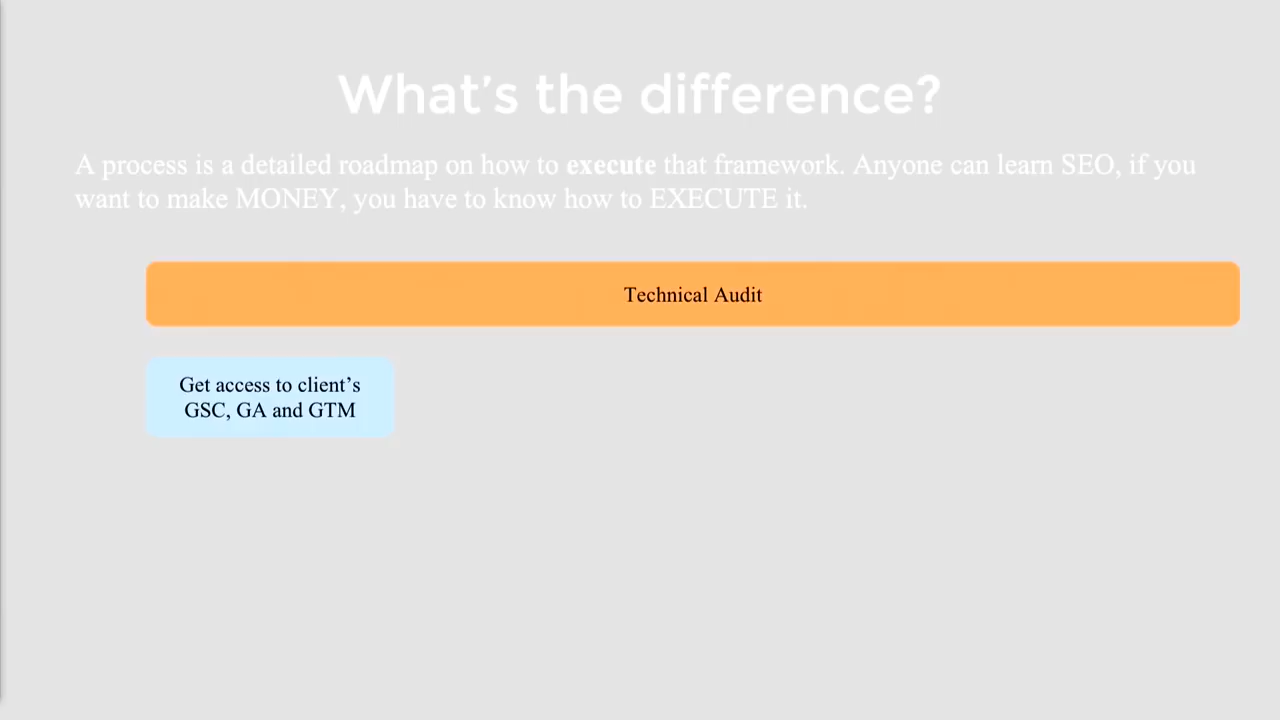 What’s the difference?
A process is a detailed roadmap on how to execute that framework. Anyone can learn SEO, if you
want to make MONEY, you have to know how to EXECUTE it.
Technical Audit
Get access to client’s
GSC, GA and GTM